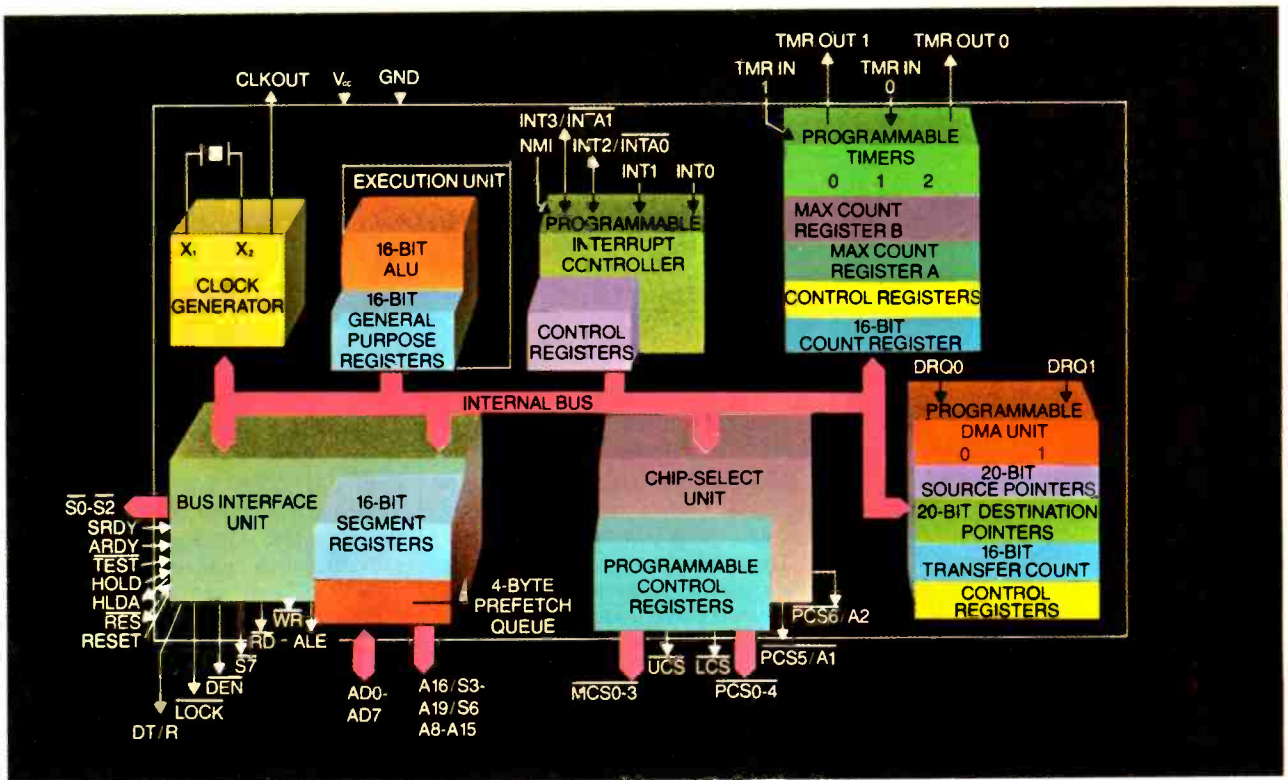 TMR OUT 1
TMR OUT 0
TMR IN
1
TMR IN
0
CLKOUT
Vcc
GND
INT3/INTA1
NMI
INT2/INTA0
INT1
INT0
PROGRAMMABLE
TIMERS
0 1 2
MAX COUNT
REGISTER B
MAX COUNT
REGISTER A
CONTROL REGISTERS
16-BIT
COUNT REGISTER
EXECUTION UNIT
16-BIT
ALU
16-BIT
GENERAL
PURPOSE
REGISTERS
X₁ X₂
CLOCK
GENERATOR
PROGRAMMABLE
INTERRUPT
CONTROLLER
CONTROL
REGISTERS
INTERNAL BUS
DRQ0
DRQ1
PROGRAMMABLE
DMA UNIT
0 1
20-BIT
SOURCE POINTERS
20-BIT DESTINATION
POINTERS
16-BIT
TRANSFER COUNT
CONTROL
REGISTERS
BUS INTERFACE
UNIT
16-BIT
SEGMENT
REGISTERS
4-BYTE
PREFETCH
QUEUE
CHIP-SELECT
UNIT
PROGRAMMABLE
CONTROL
REGISTERS
S0-S2
SRDY
ARDY
TEST
HOLD
HLDA
RES
RESET
DT/R
LOCK
DEN
S7
RD
WR
ALE
AD0-
AD7
A16/S3-
A19/S6
A8-A15
MCS0-3
UCS
LCS
PCS0-4
PCS5/A1
PCS6/A2